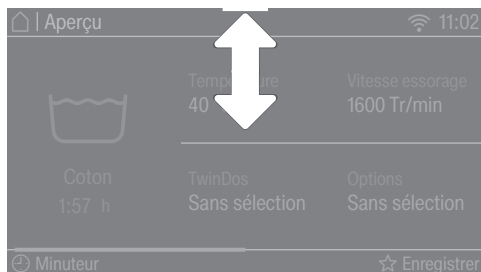 | Aperçu 11:02
Température Vitesse essorage
40 1600 Tr/min
Coton TwinDos Options
1:57 h Sans sélection Sans sélection
Minuteur Enregistrer